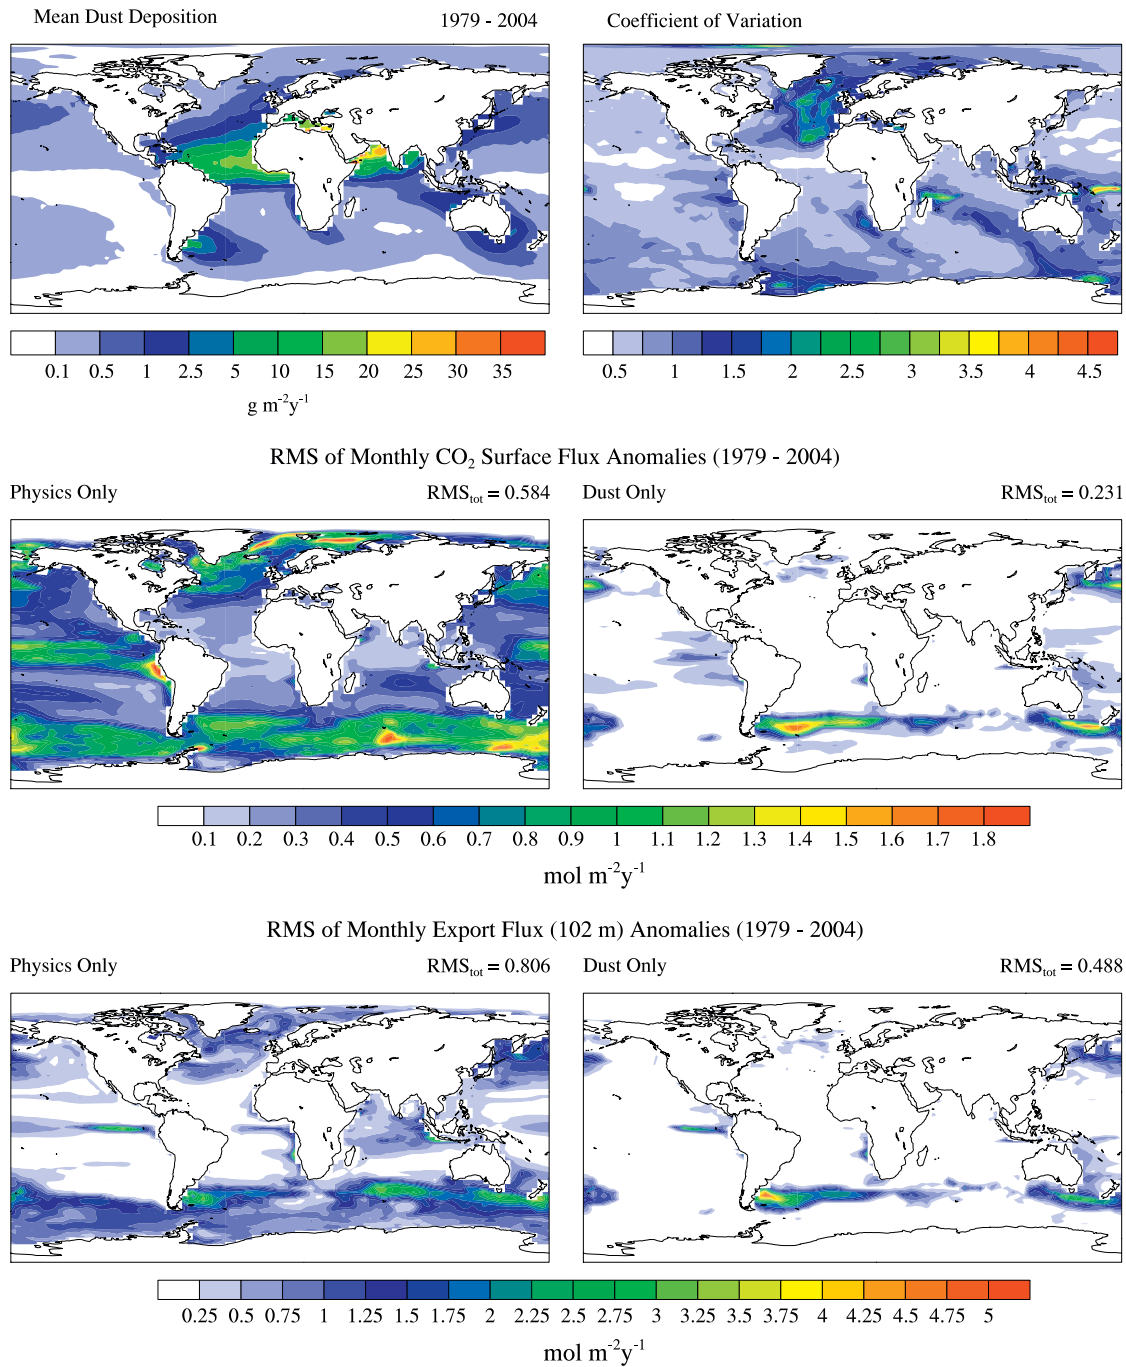 Mean Dust Deposition 1979 - 2004
Coefficient of Variation
0.1 0.5 1 2.5 5 10 15 20 25 30 35
g m⁻²y⁻¹
0.5 1 1.5 2 2.5 3 3.5 4 4.5
RMS of Monthly CO₂ Surface Flux Anomalies (1979 - 2004)
Physics Only RMS_tot = 0.584
Dust Only RMS_tot = 0.231
0.1 0.2 0.3 0.4 0.5 0.6 0.7 0.8 0.9 1 1.1 1.2 1.3 1.4 1.5 1.6 1.7 1.8
mol m⁻²y⁻¹
RMS of Monthly Export Flux (102 m) Anomalies (1979 - 2004)
Physics Only RMS_tot = 0.806
Dust Only RMS_tot = 0.488
0.25 0.5 0.75 1 1.25 1.5 1.75 2 2.25 2.5 2.75 3 3.25 3.5 3.75 4 4.25 4.5 4.75 5
mol m⁻²y⁻¹